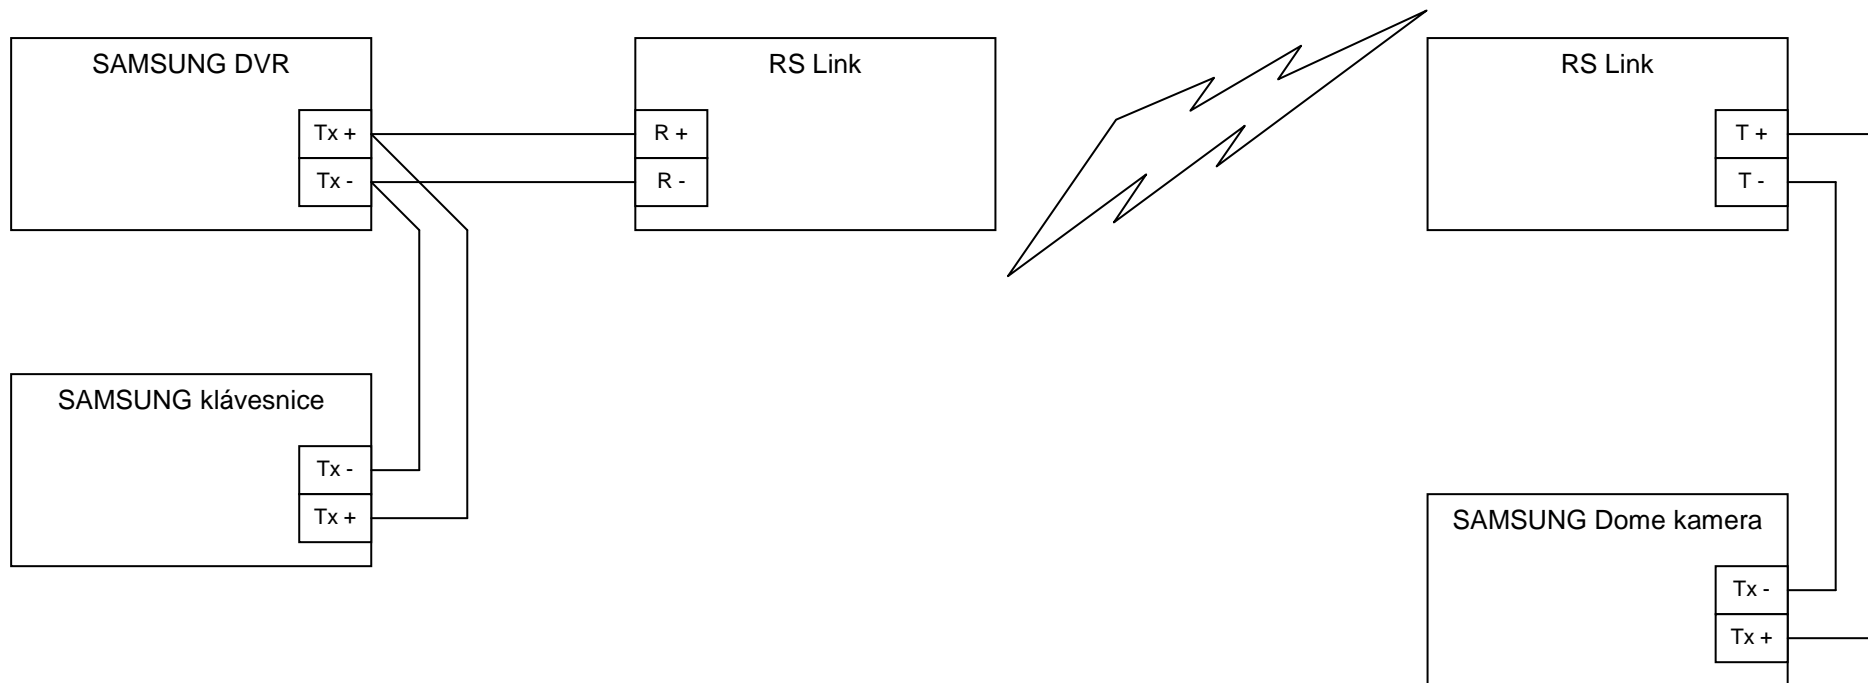 SAMSUNG DVR
Tx +
Tx -
RS Link
R +
R -
RS Link
T +
T -
SAMSUNG klávesnice
Tx -
Tx +
SAMSUNG Dome kamera
Tx -
Tx +